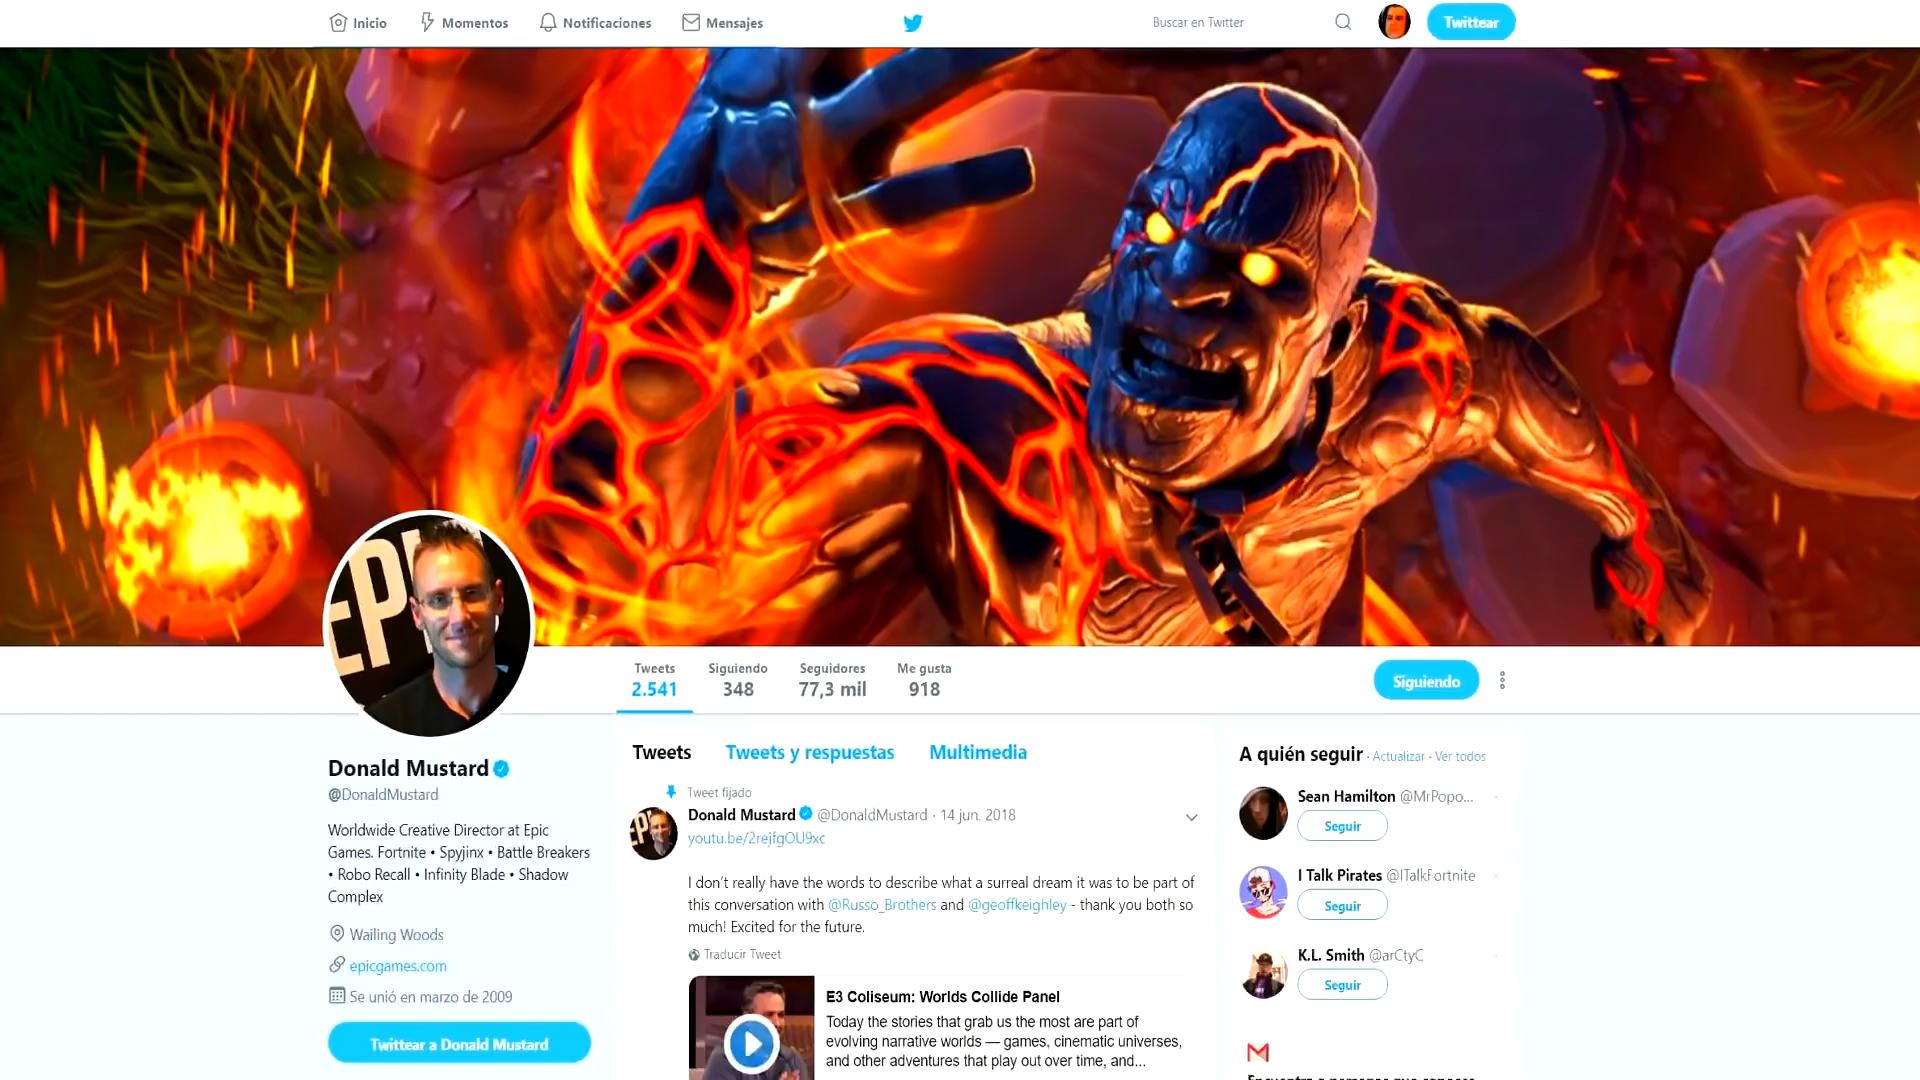 Inicio
Momentos
Notificaciones
Mensajes
Buscar en Twitter
Twittear
EPI
Tweets
Siguiendo
Seguidores
Me gusta
2.541
348
77,3 mil
918
Siguiendo
Donald Mustard
@DonaldMustard
Worldwide Creative Director at Epic
Games. Fortnite • Spyjinx • Battle Breakers
• Robo Recall • Infinity Blade • Shadow
Complex
Wailing Woods
epicgames.com
Se unió en marzo de 2009
Twittear a Donald Mustard
Tweets
Tweets y respuestas
Multimedia
Tweet fijado
Donald Mustard @DonaldMustard · 14 jun. 2018
youtu.be/2rejfgOU9xc
I don't really have the words to describe what a surreal dream it was to be part of
this conversation with @Russo_Brothers and @geoffkeighley - thank you both so
much! Excited for the future.
Traducir Tweet
E3 Coliseum: Worlds Collide Panel
Today the stories that grab us the most are part of
evolving narrative worlds — games, cinematic universes,
and other adventures that play out over time, and...
A quién seguir · Actualizar · Ver todos
Sean Hamilton @MrPopo...
Seguir
I Talk Pirates @ITalkFortnite
Seguir
K.L. Smith @arCtyC
Seguir